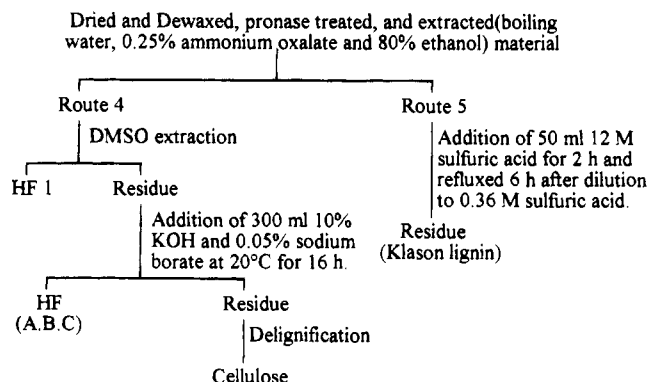 Dried and Dewaxed, pronase treated, and extracted(boiling
water, 0.25% ammonium oxalate and 80% ethanol) material
Route 4
DMSO extraction
HF 1
Residue
Addition of 300 ml 10%
KOH and 0.05% sodium
borate at 20°C for 16 h.
HF
(A.B.C)
Residue
Delignification
Cellulose
Route 5
Addition of 50 ml 12 M
sulfuric acid for 2 h and
refluxed 6 h after dilution
to 0.36 M sulfuric acid.
Residue
(Klason lignin)